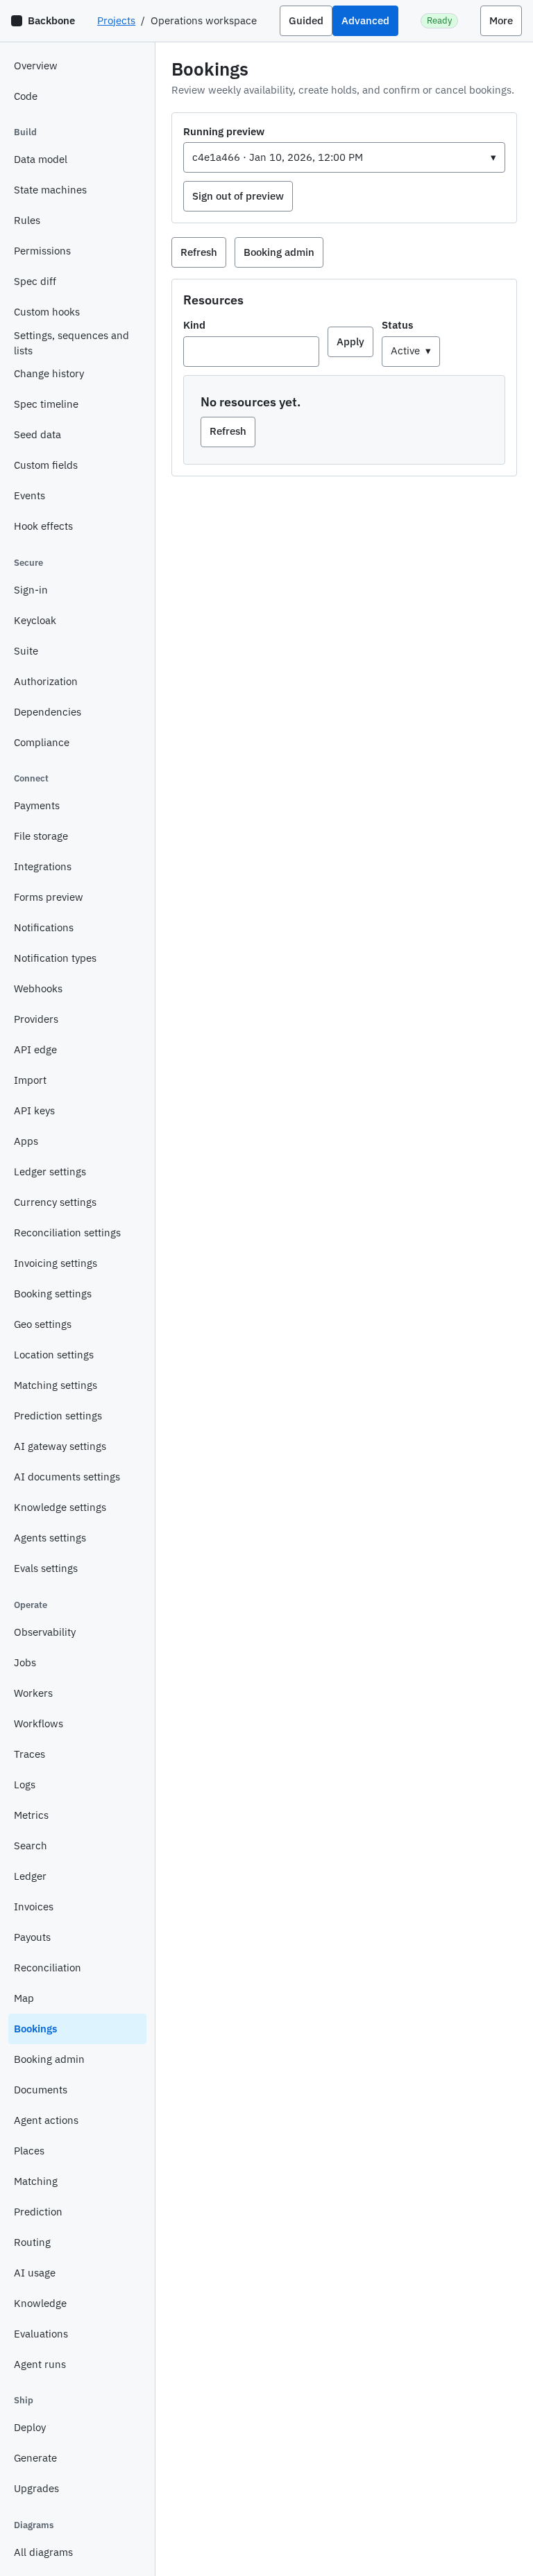 Backbone
Projects / Operations workspace
Guided
Advanced
Ready
More
Overview
Code
Build
Data model
State machines
Rules
Permissions
Spec diff
Custom hooks
Settings, sequences and
lists
Change history
Spec timeline
Seed data
Custom fields
Events
Hook effects
Secure
Sign-in
Keycloak
Suite
Authorization
Dependencies
Compliance
Connect
Payments
File storage
Integrations
Forms preview
Notifications
Notification types
Webhooks
Providers
API edge
Import
API keys
Apps
Ledger settings
Currency settings
Reconciliation settings
Invoicing settings
Booking settings
Geo settings
Location settings
Matching settings
Prediction settings
AI gateway settings
AI documents settings
Knowledge settings
Agents settings
Evals settings
Operate
Observability
Jobs
Workers
Workflows
Traces
Logs
Metrics
Search
Ledger
Invoices
Payouts
Reconciliation
Map
Bookings
Booking admin
Documents
Agent actions
Places
Matching
Prediction
Routing
AI usage
Knowledge
Evaluations
Agent runs
Ship
Deploy
Generate
Upgrades
Diagrams
All diagrams
Bookings
Review weekly availability, create holds, and confirm or cancel bookings.
Running preview
c4e1a466 · Jan 10, 2026, 12:00 PM
Sign out of preview
Refresh
Booking admin
Resources
Kind
Apply
Status
Active
No resources yet.
Refresh